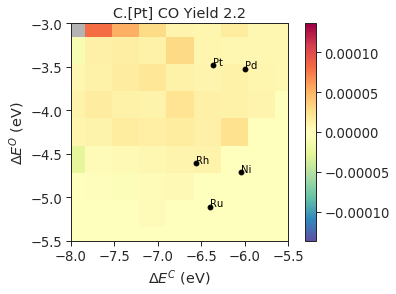 C.[Pt] CO Yield 2.2
−3.0
−3.5
−4.0
−4.5
−5.0
−5.5
ΔE^O (eV)
Pt
Pd
Rh
Ni
Ru
−8.0 −7.5 −7.0 −6.5 −6.0 −5.5
ΔE^C (eV)
0.00010
0.00005
0.00000
−0.00005
−0.00010